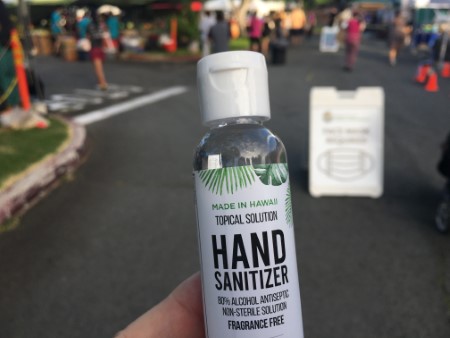 MADE IN HAWAII
TOPICAL SOLUTION
HAND
SANITIZER
80% ALCOHOL ANTISEPTIC
NON-STERILE SOLUTION
FRAGRANCE FREE